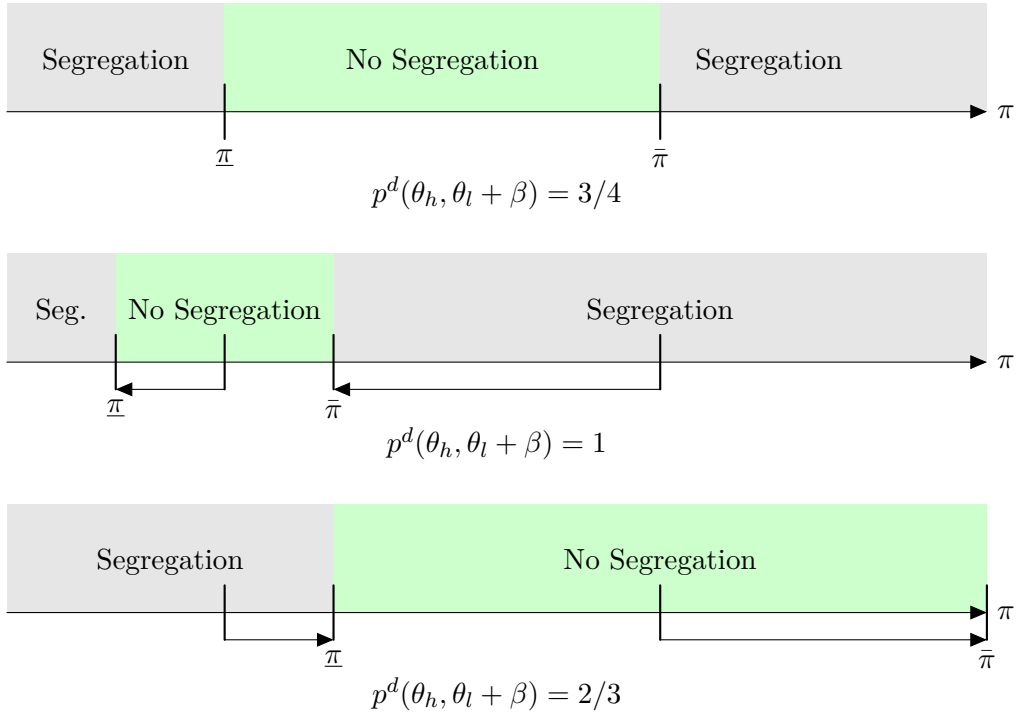 Segregation No Segregation Segregation
π
π̲ π̄
p^d(θ_h, θ_l + β) = 3/4
Seg. No Segregation Segregation
π
π̲ π̄
p^d(θ_h, θ_l + β) = 1
Segregation No Segregation
π
π̲ π̄
p^d(θ_h, θ_l + β) = 2/3